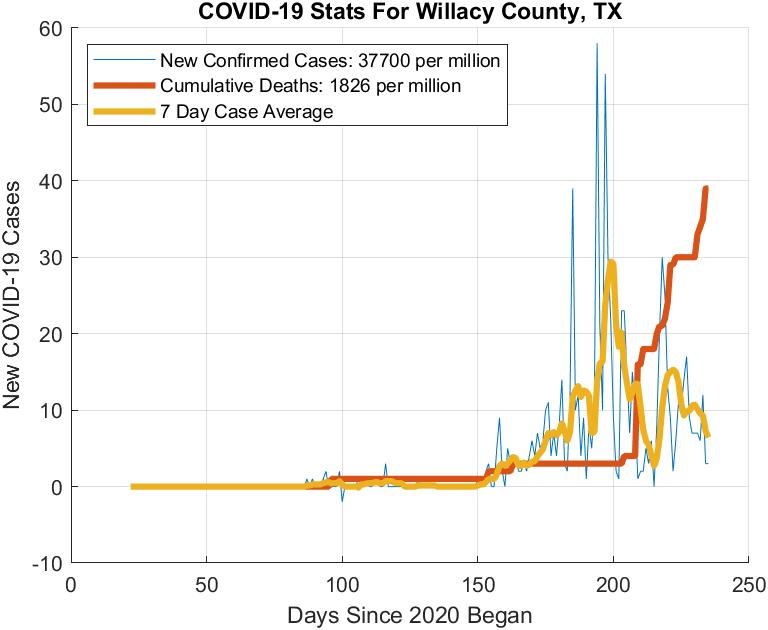 COVID-19 Stats For Willacy County, TX
New Confirmed Cases: 37700 per million
Cumulative Deaths: 1826 per million
7 Day Case Average
New COVID-19 Cases
60
50
40
30
20
10
0
-10
0 50 100 150 200 250
Days Since 2020 Began